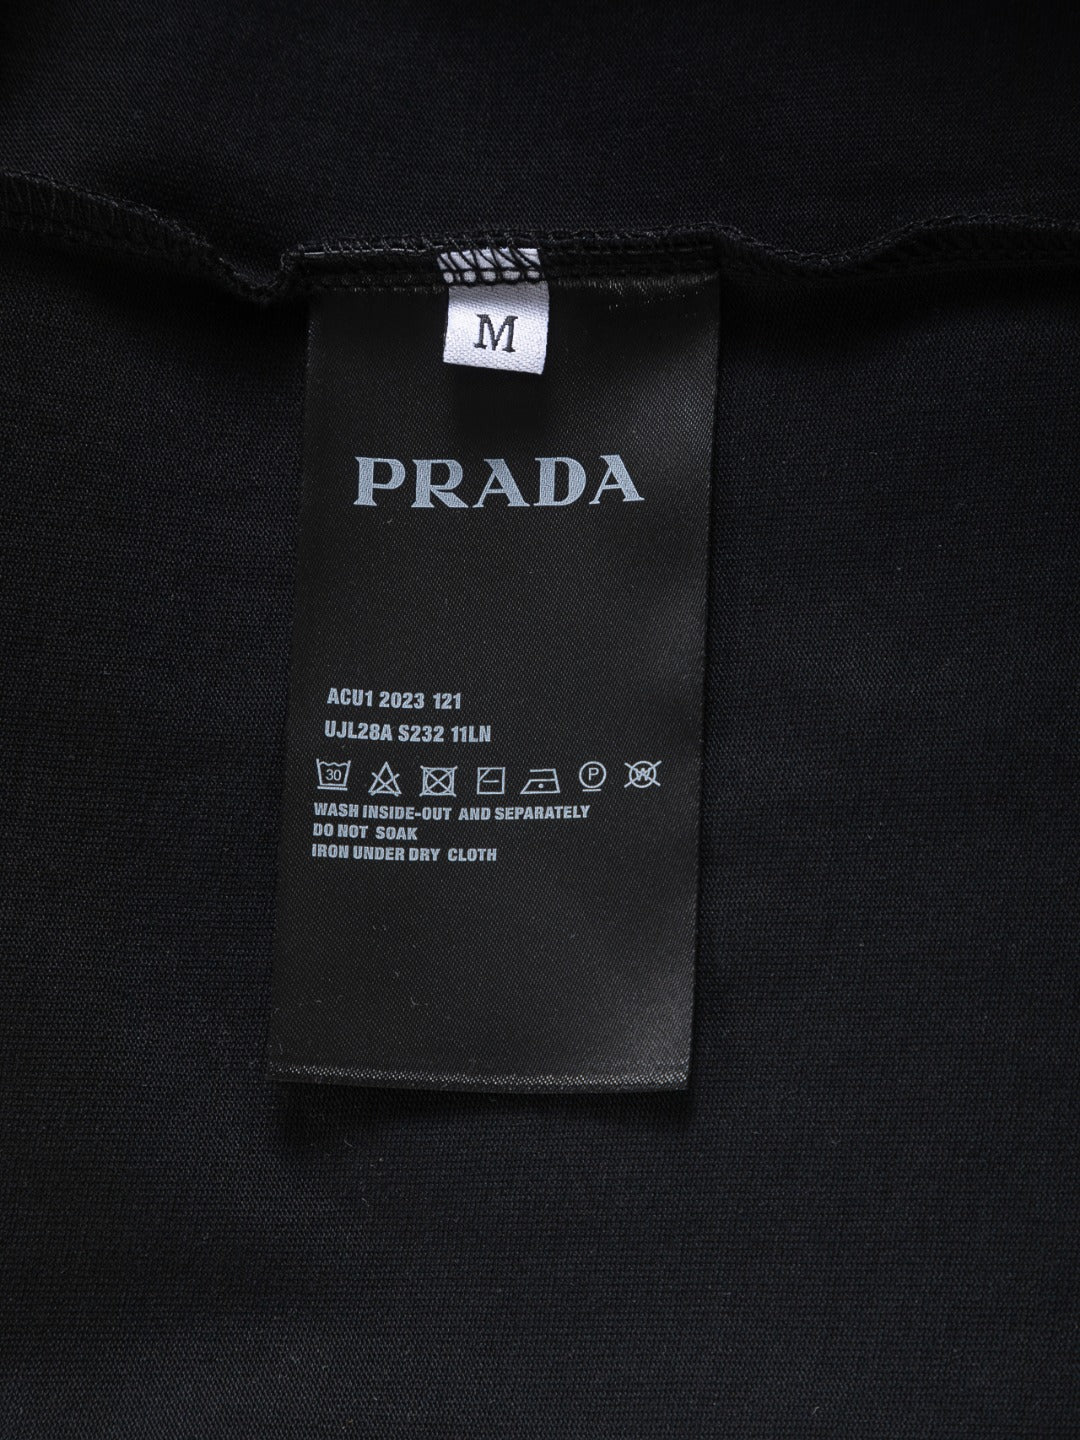 M
PRADA
ACU1 2023 121
UJL28A S232 11LN
30 P W
WASH INSIDE-OUT AND SEPARATELY
DO NOT SOAK
IRON UNDER DRY CLOTH